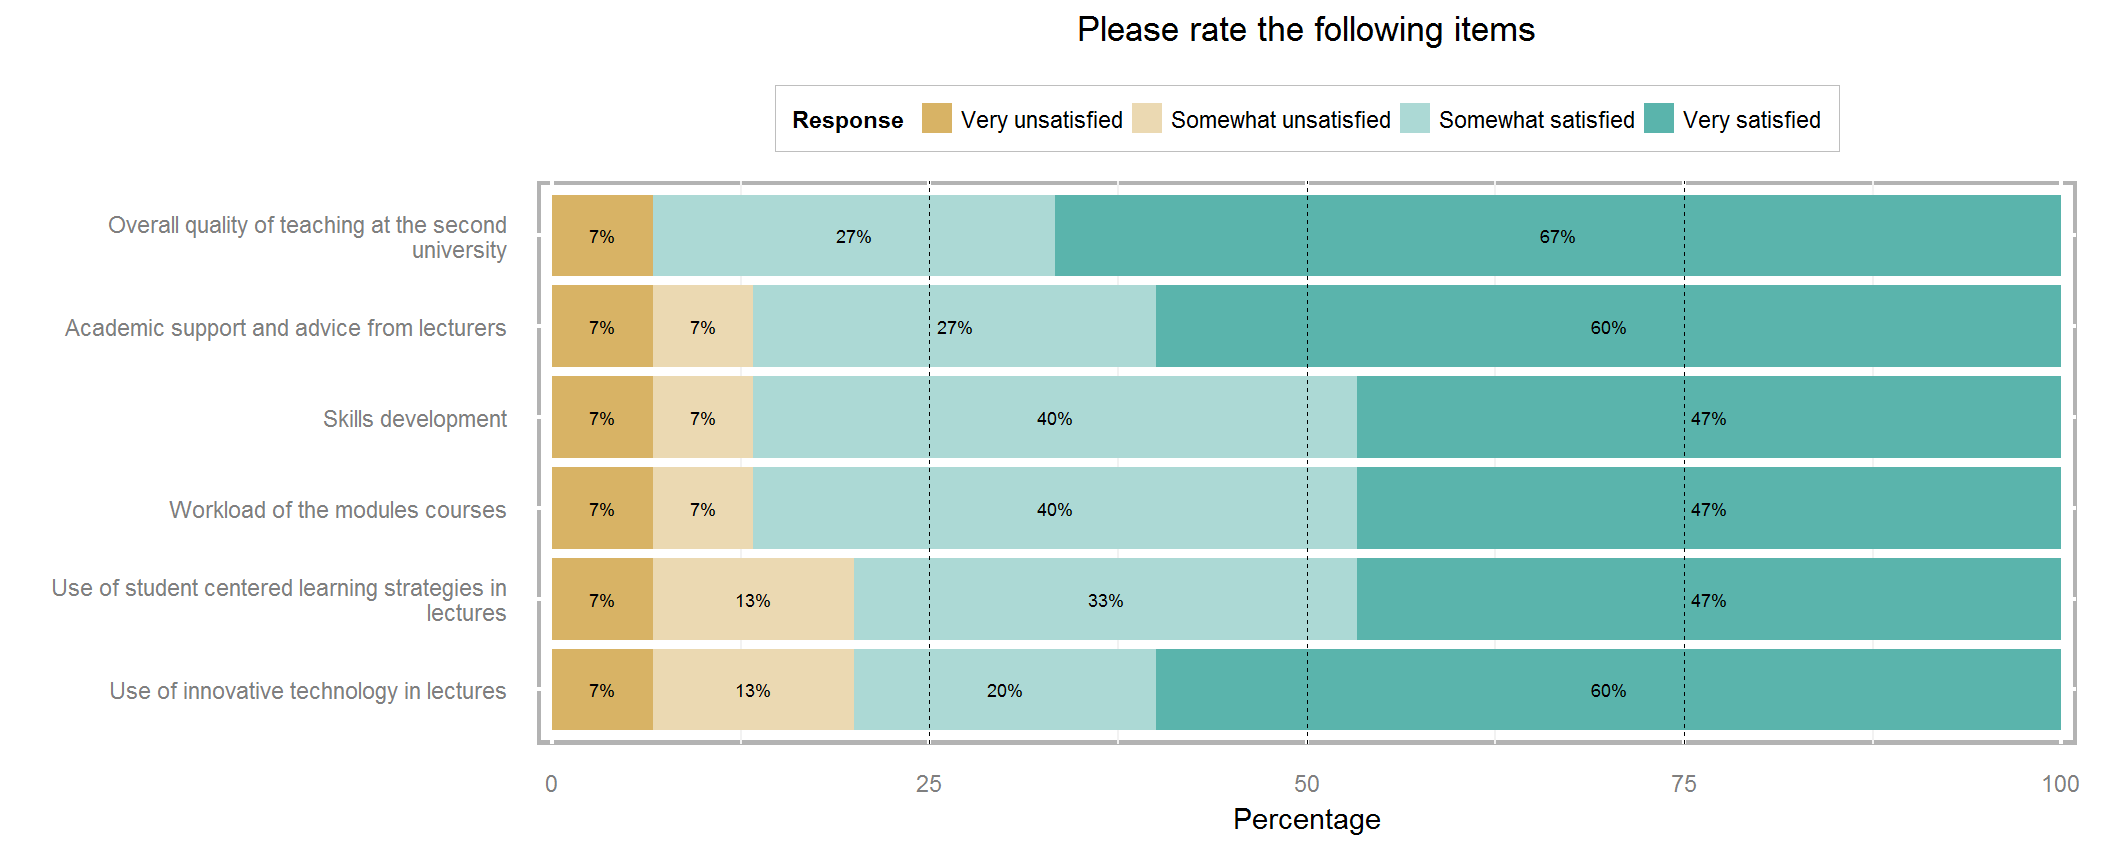 Please rate the following items
Response Very unsatisfied Somewhat unsatisfied Somewhat satisfied Very satisfied
Overall quality of teaching at the second
university
7% 27% 67%
Academic support and advice from lecturers
7% 7% 27% 60%
Skills development
7% 7% 40% 47%
Workload of the modules courses
7% 7% 40% 47%
Use of student centered learning strategies in
lectures
7% 13% 33% 47%
Use of innovative technology in lectures
7% 13% 20% 60%
0 25 50 75 100
Percentage